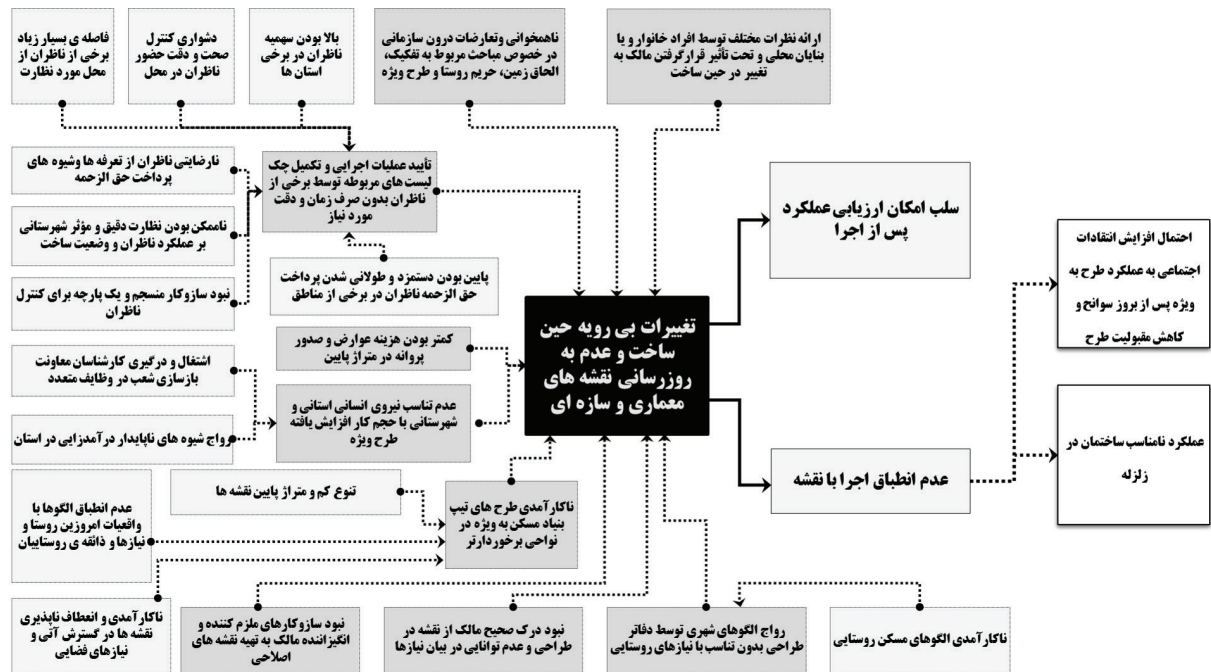 ارائه نظرات مختلف توسط افراد خانوار و یا
بنایان محلی و تحت تأثیر قرارگرفتن مالک به
تغییر در حین ساخت
ناهمخوانی وتعارضات درون سازمانی
در خصوص مباحث مربوط به تفکیک،
الحاق زمین، حریم روستا و طرح ویژه
بالا بودن سهمیه
ناظران در برخی
استان ها
دشواری کنترل
صحت و دقت حضور
ناظران در محل
فاصله ی بسیار زیاد
برخی از ناظران از
محل مورد نظارت
تأیید عملیات اجرایی و تکمیل چک
لیست های مربوطه توسط برخی از
ناظران بدون صرف زمان و دقت
مورد نیاز
نارضایتی ناظران از تعرفه ها وشیوه های
پرداخت حق الزحمه
ناممکن بودن نظارت دقیق و مؤثر شهرستانی
بر عملکرد ناظران و وضعیت ساخت
نبود سازوکار منسجم و یک پارچه برای کنترل
ناظران
پایین بودن دستمزد و طولانی شدن پرداخت
حق الزحمه ناظران در برخی از مناطق
سلب امکان ارزیابی عملکرد
پس از اجرا
احتمال افزایش انتقادات
اجتماعی به عملکرد طرح به
ویژه پس از بروز سوانح و
کاهش مقبولیت طرح
تغییرات بی رویه حین
ساخت و عدم به
روزرسانی نقشه های
معماری و سازه ای
کمتر بودن هزینه عوارض و صدور
پروانه در متراژ پایین
عدم تناسب نیروی انسانی استانی و
شهرستانی با حجم کار افزایش یافته
طرح ویژه
اشتغال و درگیری کارشناسان معاونت
بازسازی شعب در وظایف متعدد
رواج شیوه های ناپایدار درآمدزایی در استان
عدم انطباق اجرا با نقشه
عملکرد نامناسب ساختمان در
زلزله
ناکارآمدی طرح های تیپ
بنیاد مسکن به ویژه در
نواحی برخوردارتر
تنوع کم و متراژ پایین نقشه ها
عدم انطباق الگوها با
واقعیات امروزین روستا و
نیازها و ذائقه ی روستاییان
ناکارآمدی و انعطاف ناپذیری
نقشه ها در گسترش آتی و
نیازهای فضایی
نبود سازوکارهای ملزم کننده و
انگیزاننده مالک به تهیه نقشه های
اصلاحی
نبود درک صحیح مالک از نقشه در
طراحی و عدم توانایی در بیان نیازها
رواج الگوهای شهری توسط دفاتر
طراحی بدون تناسب با نیازهای روستایی
ناکارآمدی الگوهای مسکن روستایی